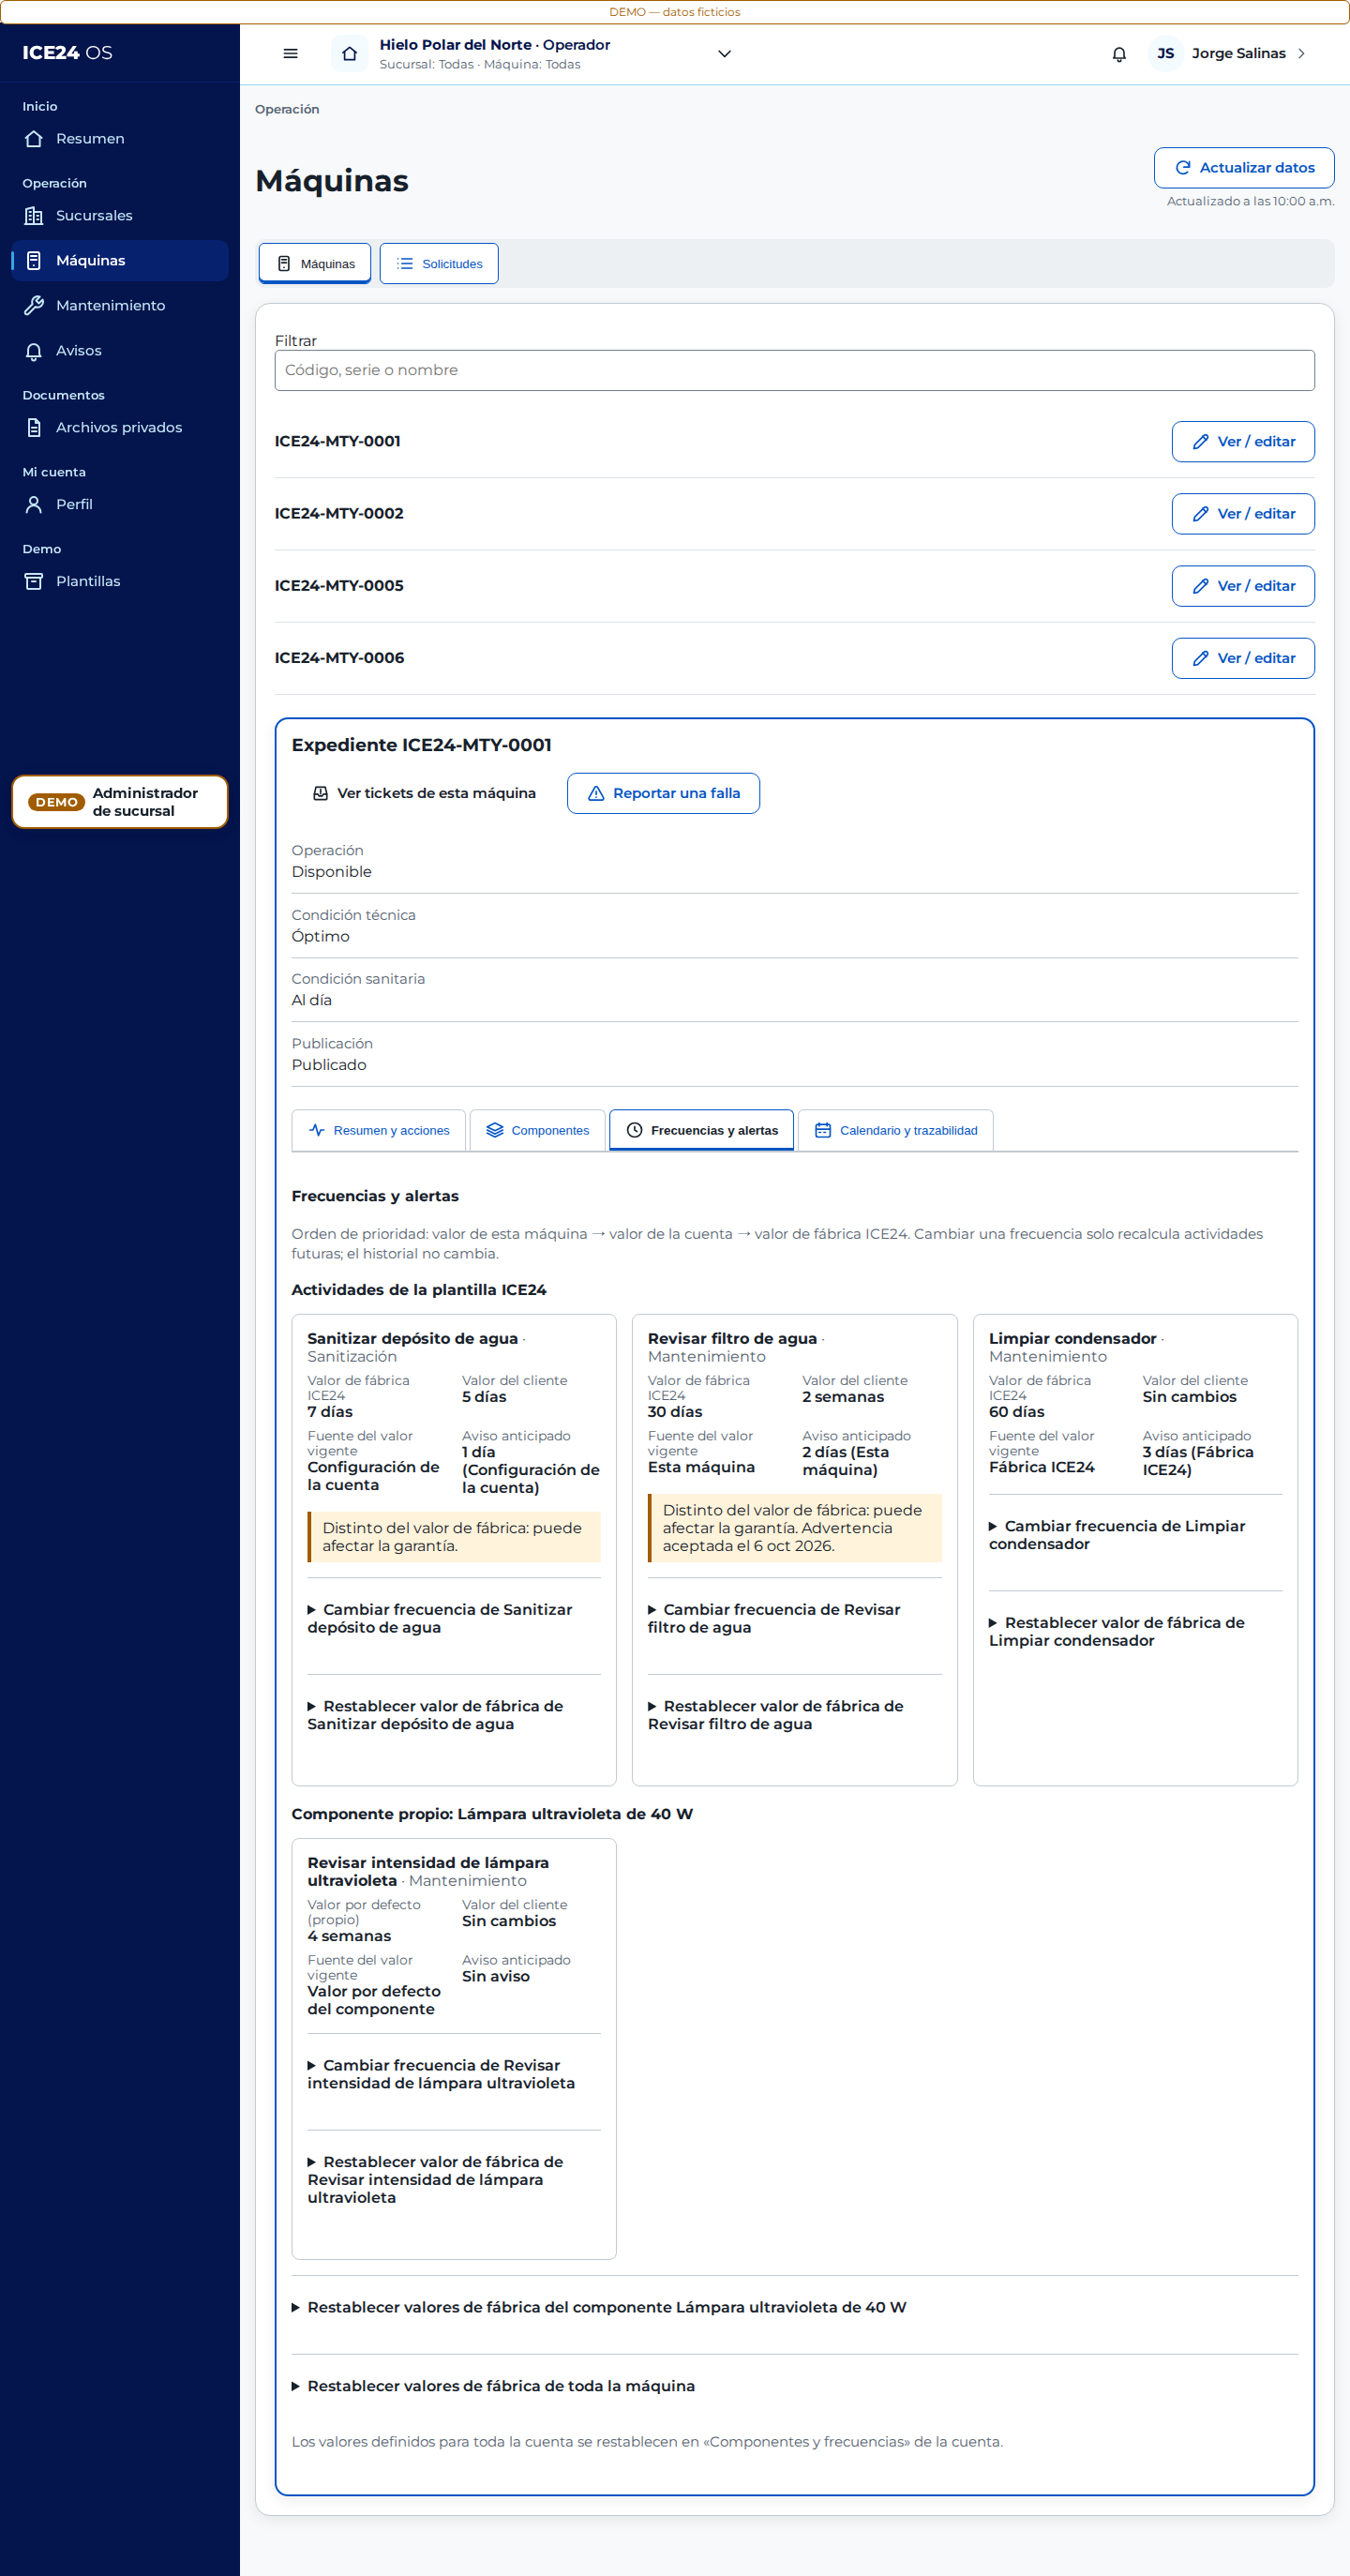 DEMO — datos ficticios
ICE24 OS
Inicio
Resumen
Operación
Sucursales
Máquinas
Mantenimiento
Avisos
Documentos
Archivos privados
Mi cuenta
Perfil
Demo
Plantillas
DEMO Administrador de sucursal
Hielo Polar del Norte · Operador
Sucursal: Todas · Máquina: Todas
JS Jorge Salinas
Operación
Máquinas
Actualizar datos
Actualizado a las 10:00 a.m.
Máquinas
Solicitudes
Filtrar
Código, serie o nombre
ICE24-MTY-0001 Ver / editar
ICE24-MTY-0002 Ver / editar
ICE24-MTY-0005 Ver / editar
ICE24-MTY-0006 Ver / editar
Expediente ICE24-MTY-0001
Ver tickets de esta máquina
Reportar una falla
Operación
Disponible
Condición técnica
Óptimo
Condición sanitaria
Al día
Publicación
Publicado
Resumen y acciones
Componentes
Frecuencias y alertas
Calendario y trazabilidad
Frecuencias y alertas
Orden de prioridad: valor de esta máquina → valor de la cuenta → valor de fábrica ICE24. Cambiar una frecuencia solo recalcula actividades
futuras; el historial no cambia.
Actividades de la plantilla ICE24
Sanitizar depósito de agua ·
Sanitización
Valor de fábrica
ICE24
7 días
Valor del cliente
5 días
Fuente del valor
vigente
Configuración de
la cuenta
Aviso anticipado
1 día
(Configuración de
la cuenta)
Distinto del valor de fábrica: puede
afectar la garantía.
Cambiar frecuencia de Sanitizar
depósito de agua
Restablecer valor de fábrica de
Sanitizar depósito de agua
Revisar filtro de agua ·
Mantenimiento
Valor de fábrica
ICE24
30 días
Valor del cliente
2 semanas
Fuente del valor
vigente
Esta máquina
Aviso anticipado
2 días (Esta
máquina)
Distinto del valor de fábrica: puede
afectar la garantía. Advertencia
aceptada el 6 oct 2026.
Cambiar frecuencia de Revisar
filtro de agua
Restablecer valor de fábrica de
Revisar filtro de agua
Limpiar condensador ·
Mantenimiento
Valor de fábrica
ICE24
60 días
Valor del cliente
Sin cambios
Fuente del valor
vigente
Fábrica ICE24
Aviso anticipado
3 días (Fábrica
ICE24)
Cambiar frecuencia de Limpiar
condensador
Restablecer valor de fábrica de
Limpiar condensador
Componente propio: Lámpara ultravioleta de 40 W
Revisar intensidad de lámpara
ultravioleta · Mantenimiento
Valor por defecto
(propio)
4 semanas
Valor del cliente
Sin cambios
Fuente del valor
vigente
Valor por defecto
del componente
Aviso anticipado
Sin aviso
Cambiar frecuencia de Revisar
intensidad de lámpara ultravioleta
Restablecer valor de fábrica de
Revisar intensidad de lámpara
ultravioleta
Restablecer valores de fábrica del componente Lámpara ultravioleta de 40 W
Restablecer valores de fábrica de toda la máquina
Los valores definidos para toda la cuenta se restablecen en «Componentes y frecuencias» de la cuenta.